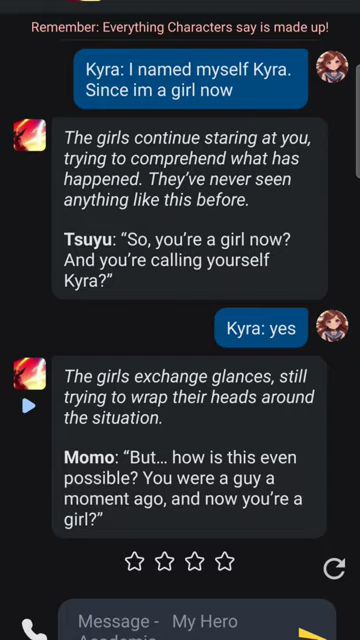 Remember: Everything Characters say is made up!
Kyra: I named myself Kyra.
Since im a girl now
The girls continue staring at you,
trying to comprehend what has
happened. They've never seen
anything like this before.
Tsuyu: “So, you're a girl now?
And you're calling yourself
Kyra?”
Kyra: yes
The girls exchange glances, still
trying to wrap their heads around
the situation.
Momo: “But… how is this even
possible? You were a guy a
moment ago, and now you're a
girl?”
Message - My Hero